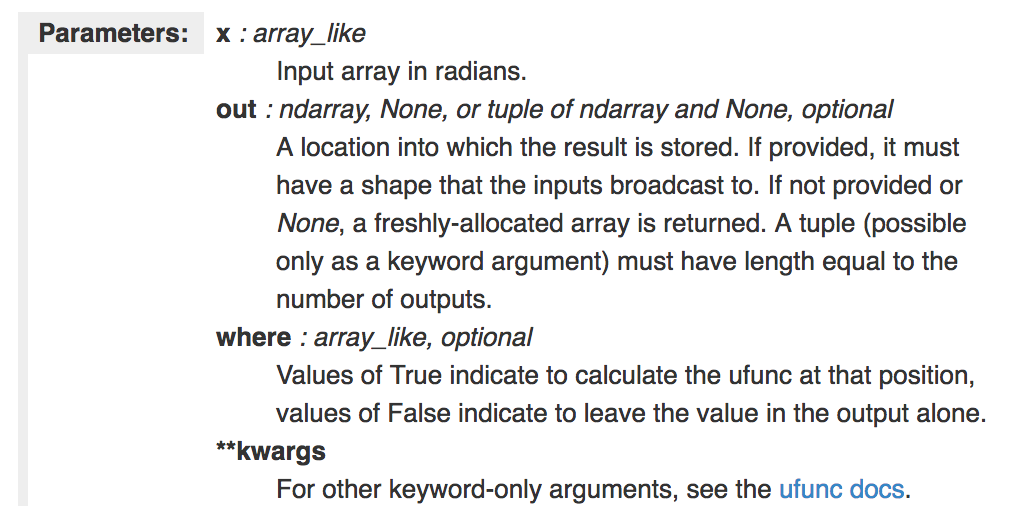 Parameters: x : array_like
Input array in radians.
out : ndarray, None, or tuple of ndarray and None, optional
A location into which the result is stored. If provided, it must
have a shape that the inputs broadcast to. If not provided or
None, a freshly-allocated array is returned. A tuple (possible
only as a keyword argument) must have length equal to the
number of outputs.
where : array_like, optional
Values of True indicate to calculate the ufunc at that position,
values of False indicate to leave the value in the output alone.
**kwargs
For other keyword-only arguments, see the ufunc docs.